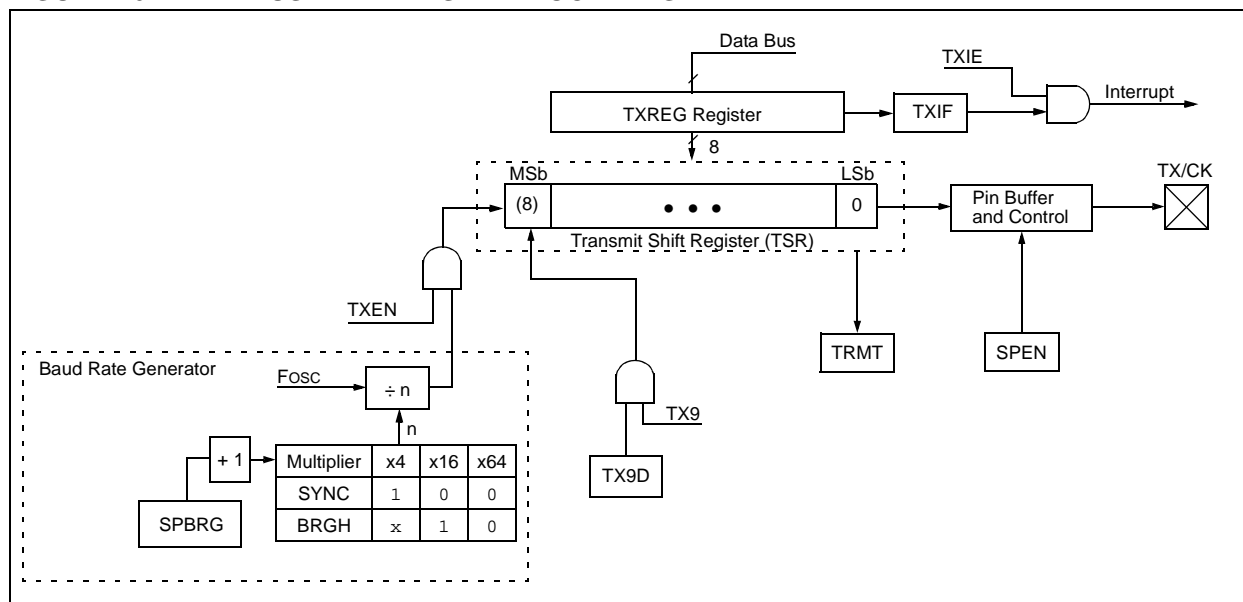 Data Bus
TXIE
Interrupt
TXREG Register
TXIF
8
MSb
LSb
TX/CK
(8)
• • •
0
Pin Buffer
and Control
Transmit Shift Register (TSR)
TXEN
TRMT
SPEN
Baud Rate Generator
FOSC
÷ n
n
TX9
+ 1
Multiplier x4 x16 x64
SYNC 1 0 0
BRGH x 1 0
SPBRG
TX9D